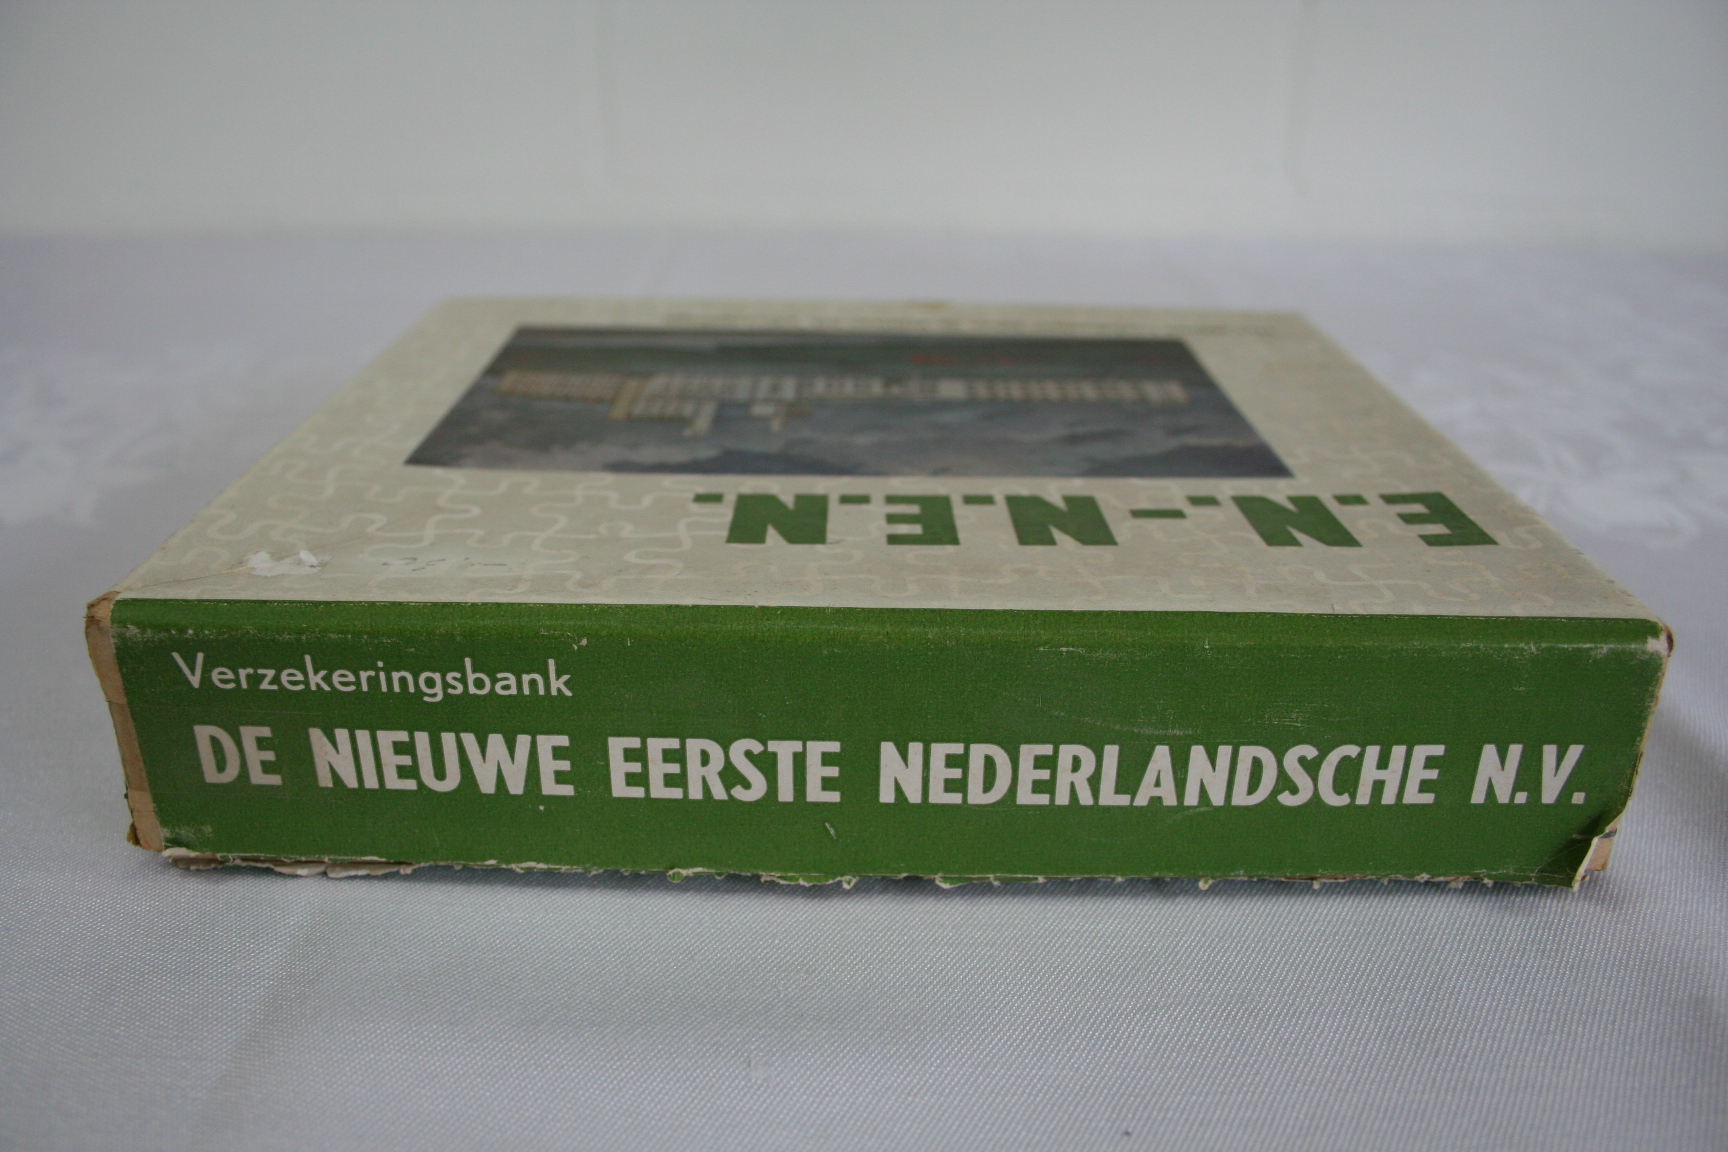 E.N.-N.E.N.
Verzekeringsbank
DE NIEUWE EERSTE NEDERLANDSCHE N.V.